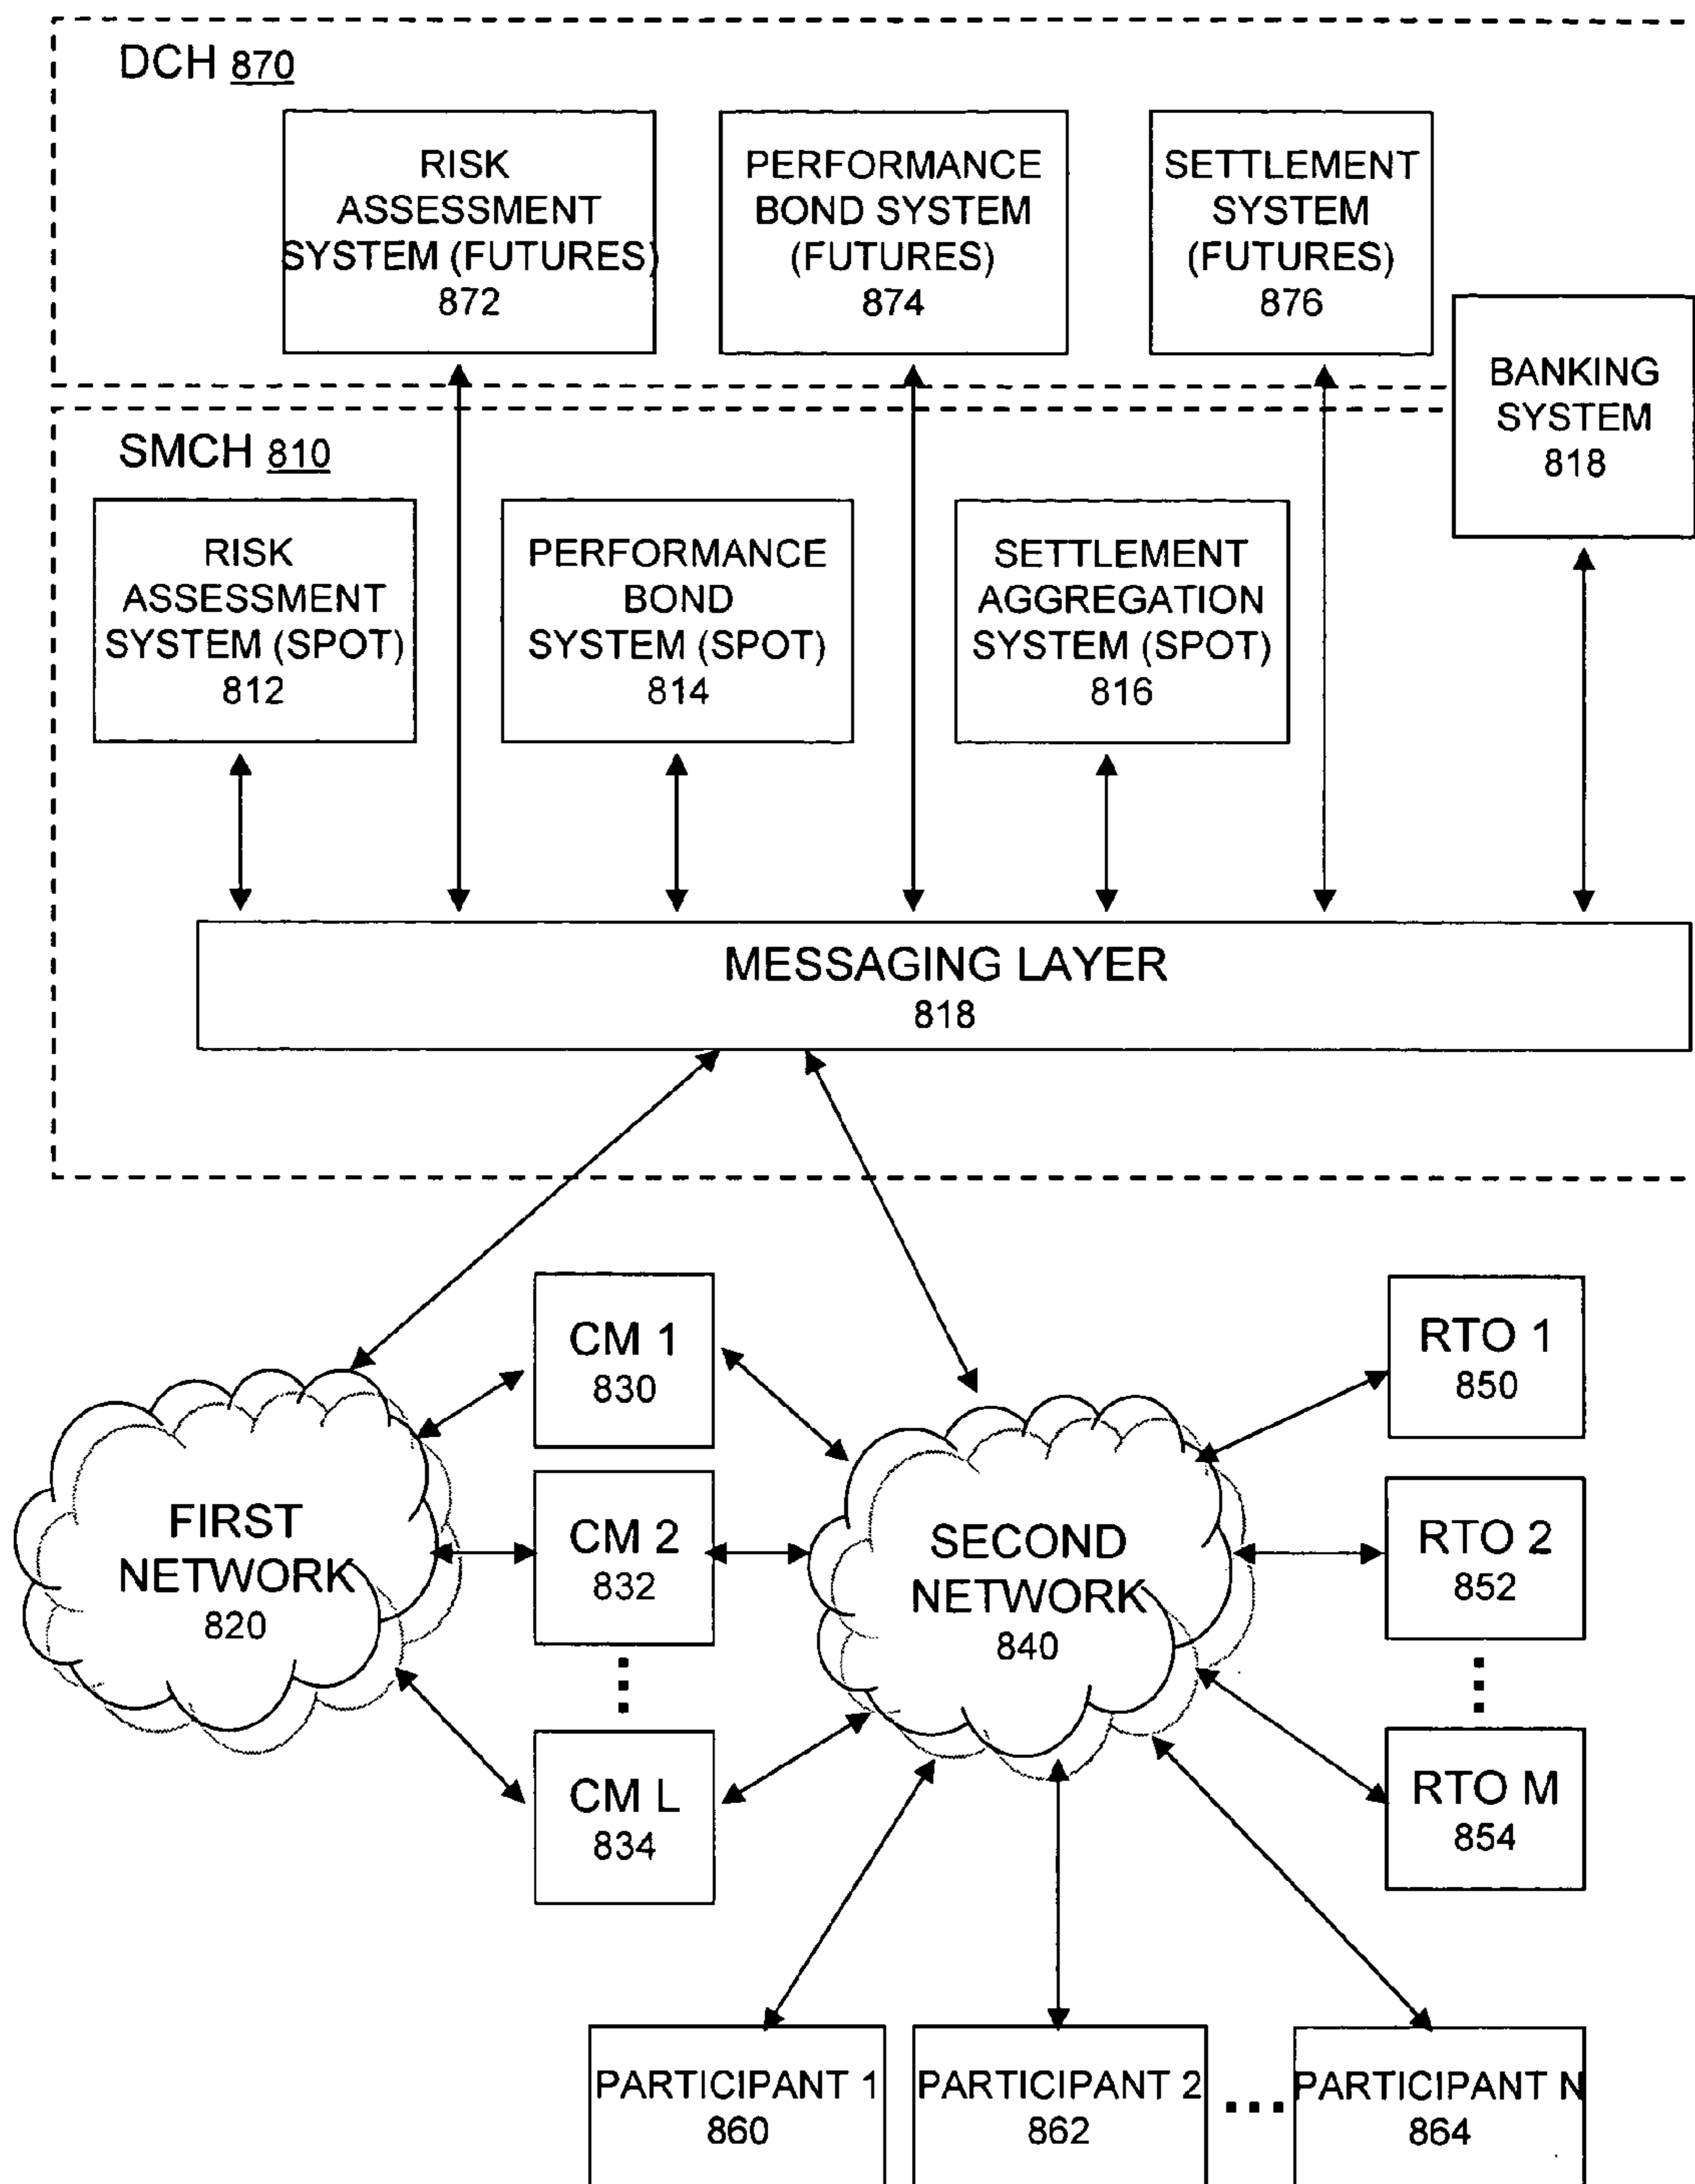 DCH 870
RISK
ASSESSMENT
SYSTEM (FUTURES)
872
PERFORMANCE
BOND SYSTEM
(FUTURES)
874
SETTLEMENT
SYSTEM
(FUTURES)
876
BANKING
SYSTEM
818
SMCH 810
RISK
ASSESSMENT
SYSTEM (SPOT)
812
PERFORMANCE
BOND
SYSTEM (SPOT)
814
SETTLEMENT
AGGREGATION
SYSTEM (SPOT)
816
MESSAGING LAYER
818
FIRST
NETWORK
820
CM 1
830
CM 2
832
CM L
834
SECOND
NETWORK
840
RTO 1
850
RTO 2
852
RTO M
854
PARTICIPANT 1
860
PARTICIPANT 2
862
PARTICIPANT N
864